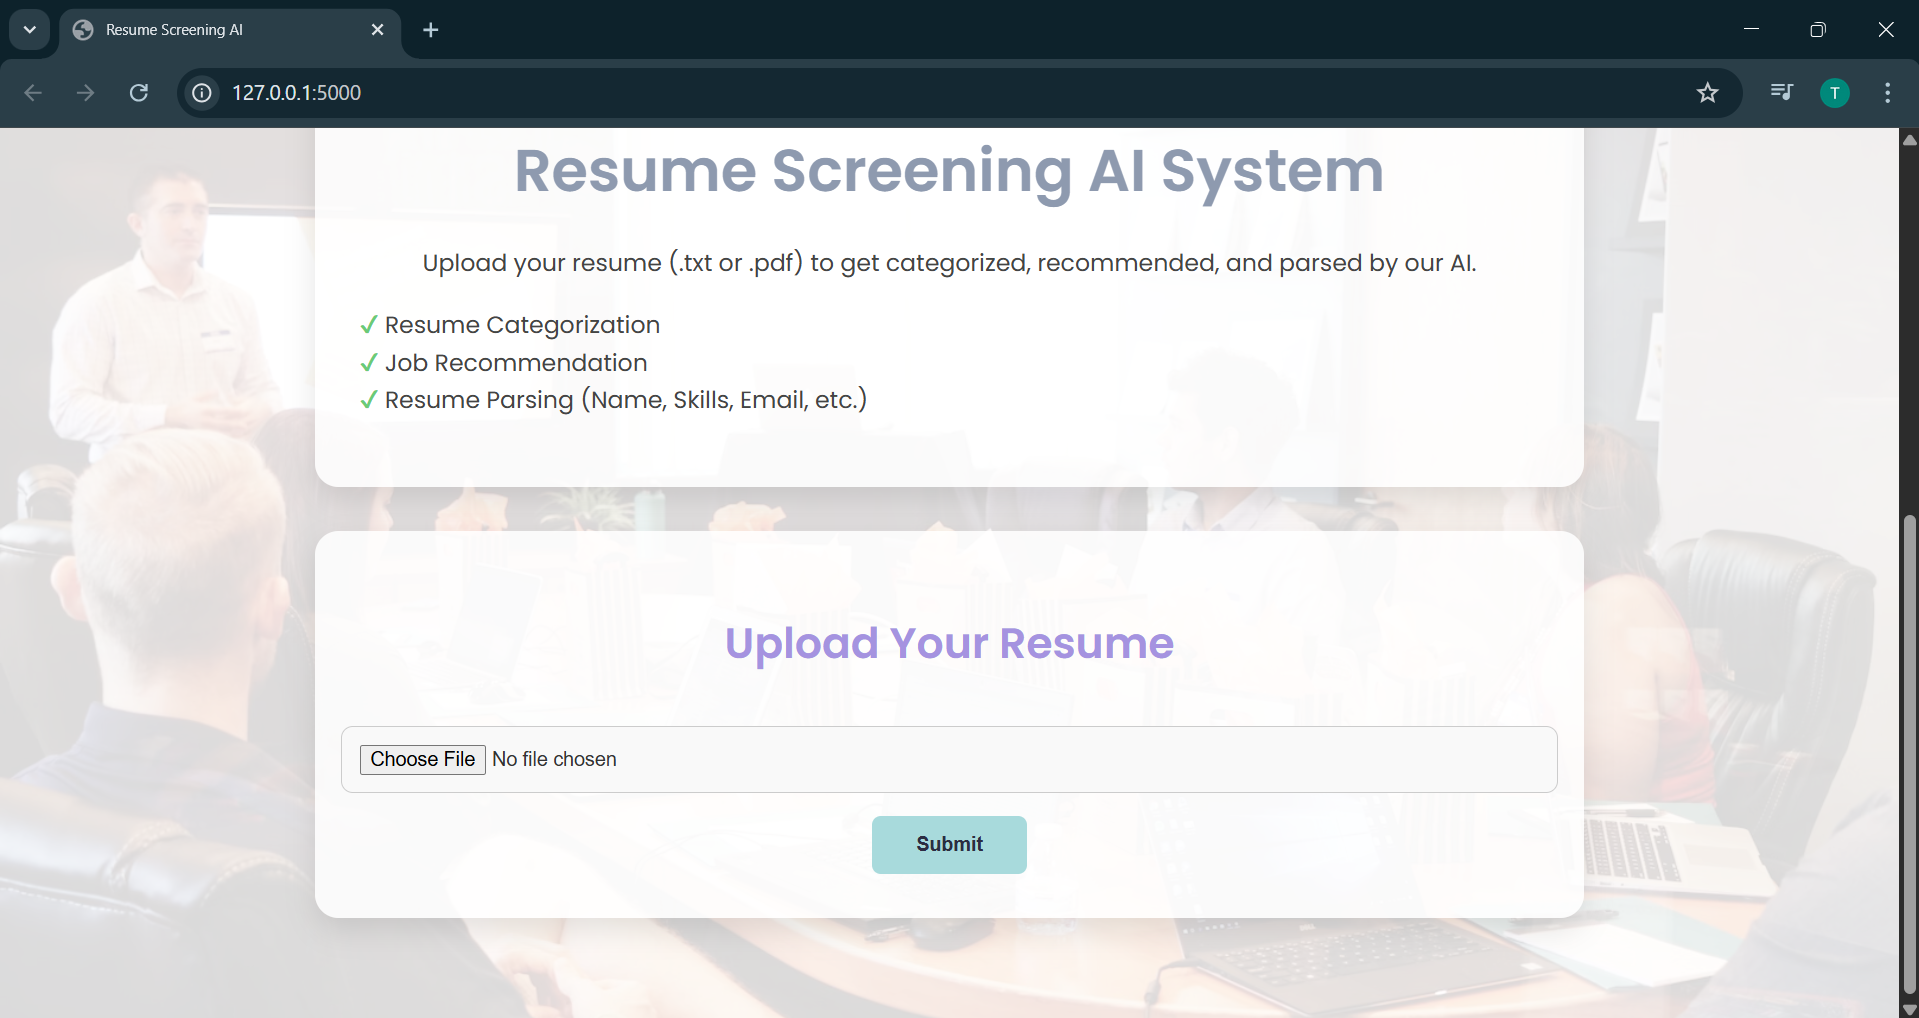 Resume Screening AI
127.0.0.1:5000
T
Resume Screening AI System
Upload your resume (.txt or .pdf) to get categorized, recommended, and parsed by our AI.
✓ Resume Categorization
✓ Job Recommendation
✓ Resume Parsing (Name, Skills, Email, etc.)
Upload Your Resume
Choose File No file chosen
Submit